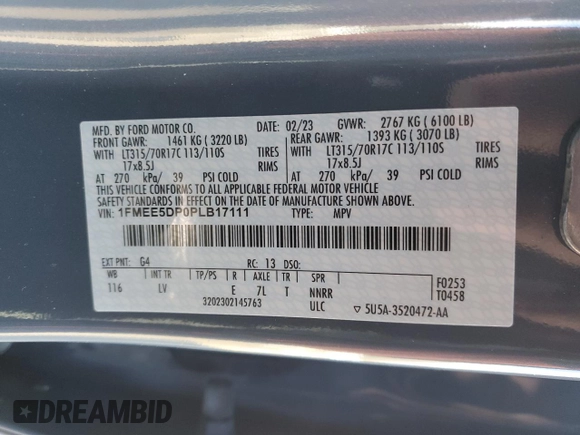 MFD. BY FORD MOTOR CO.
DATE: 02/23 GVWR: 2767 KG ( 6100 LB)
FRONT GAWR: 1461 KG ( 3220 LB) REAR GAWR: 1393 KG ( 3070 LB)
WITH LT315/70R17C 113/110S TIRES WITH LT315/70R17C 113/110S TIRES
17x8.5J RIMS 17x8.5J RIMS
AT 270 kPa/ 39 PSI COLD AT 270 kPa/ 39 PSI COLD
THIS VEHICLE CONFORMS TO ALL APPLICABLE FEDERAL MOTOR VEHICLE
SAFETY STANDARDS IN EFFECT ON THE DATE OF MANUFACTURE SHOWN ABOVE.
VIN: 1FMEE5DP0PLB17111 TYPE: MPV
EXT PNT: G4 RC: 13 DSO:
WB INT TR TP/PS R AXLE TR SPR
116 LV E 7L T NNRR
ULC
F0253
T0458
3202302145763
▽ 5U5A-3520472-AA
DREAMBID